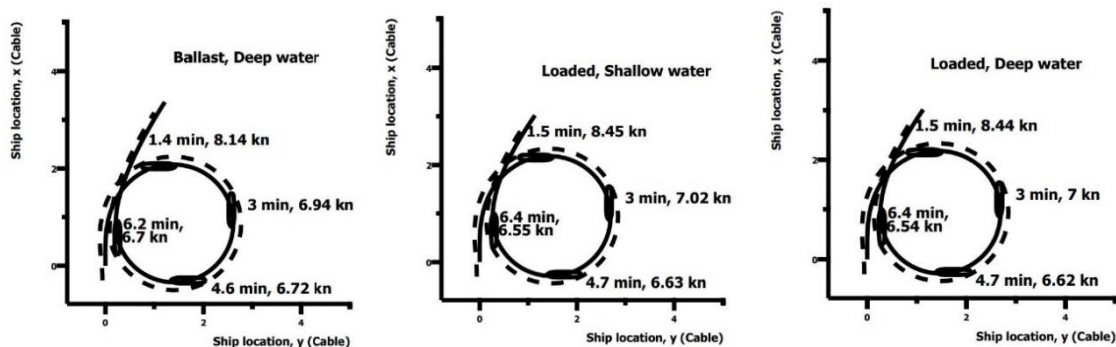 Ship location, x (Cable)
Ballast, Deep water
4
1.4 min, 8.14 kn
2
3 min, 6.94 kn
6.2 min,
6.7 kn
0
4.6 min, 6.72 kn
0 2 4
Ship location, y (Cable)
Ship location, x (Cable)
Loaded, Shallow water
4
1.5 min, 8.45 kn
2
3 min, 7.02 kn
6.4 min,
6.55 kn
0
4.7 min, 6.63 kn
0 2 4
Ship location, y (Cable)
Ship location, x (Cable)
Loaded, Deep water
4
1.5 min, 8.44 kn
2
3 min, 7 kn
6.4 min,
6.54 kn
0
4.7 min, 6.62 kn
0 2 4
Ship location, y (Cable)